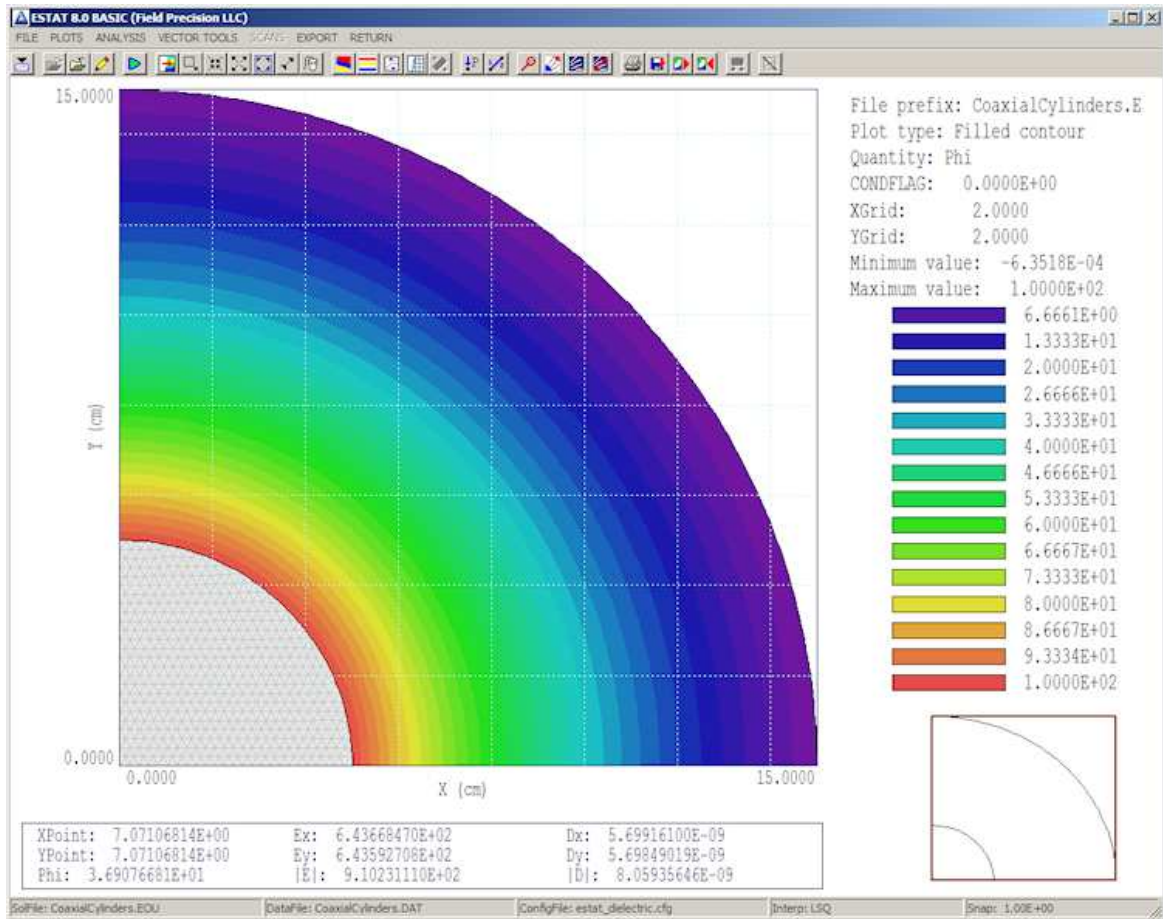 ESTAT 8.0 BASIC (Field Precision LLC)
FILE PLOTS ANALYSIS VECTOR TOOLS SCANS EXPORT RETURN
15.0000
Y (cm)
0.0000
0.0000
15.0000
X (cm)
File prefix: CoaxialCylinders.E
Plot type: Filled contour
Quantity: Phi
CONDFLAG: 0.0000E+00
XGrid: 2.0000
YGrid: 2.0000
Minimum value: -6.3518E-04
Maximum value: 1.0000E+02
6.6661E+00
1.3333E+01
2.0000E+01
2.6666E+01
3.3333E+01
4.0000E+01
4.6666E+01
5.3333E+01
6.0000E+01
6.6667E+01
7.3333E+01
8.0000E+01
8.6667E+01
9.3334E+01
1.0000E+02
XPoint: 7.07106814E+00 Ex: 6.43668470E+02 Dx: 5.69916100E-09
YPoint: 7.07106814E+00 Ey: 6.43592708E+02 Dy: 5.69849019E-09
Phi: 3.69076681E+01 |E|: 9.10231110E+02 |D|: 8.05935646E-09
SolFile: CoaxialCylinders.EOU DataFile: CoaxialCylinders.DAT ConfigFile: estat_dielectric.cfg Interp: LSQ Snap: 1.00E+00